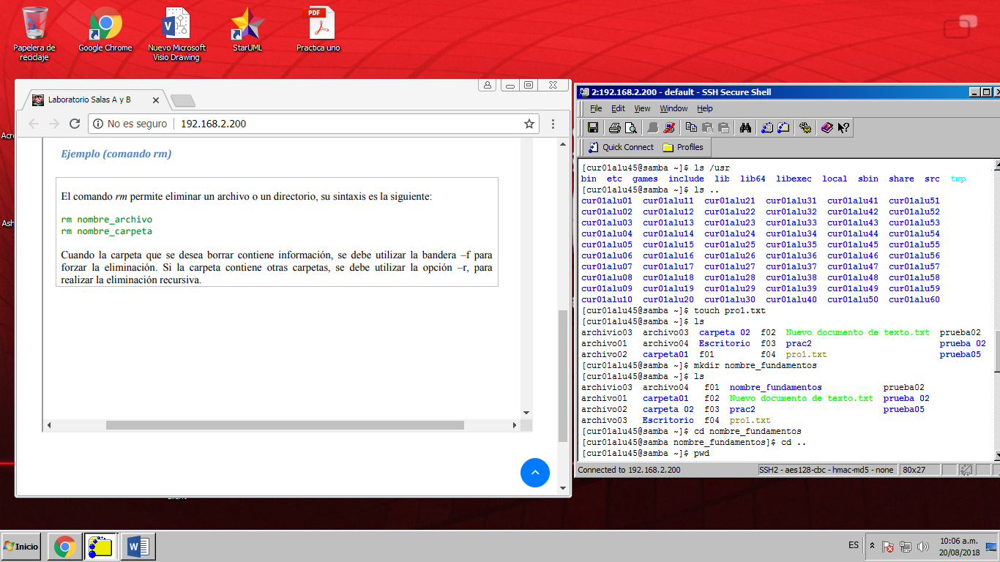 Papelera de
reciclaje
Google Chrome
Nuevo Microsoft
Visio Drawing
StarUML
PDF
Practica uno
Laboratorio Salas A y B
No es seguro
192.168.2.200
Ejemplo (comando rm)
El comando rm permite eliminar un archivo o un directorio, su sintaxis es la siguiente:
rm nombre_archivo
rm nombre_carpeta
Cuando la carpeta que se desea borrar contiene información, se debe utilizar la bandera –f para
forzar la eliminación. Si la carpeta contiene otras carpetas, se debe utilizar la opción –r, para
realizar la eliminación recursiva.
2:192.168.2.200 - default - SSH Secure Shell
File Edit View Window Help
Quick Connect Profiles
[cur01alu45@samba ~]$ ls /usr
bin etc games include lib lib64 libexec local sbin share src tmp
[cur01alu45@samba ~]$ ls ..
cur01alu01 cur01alu11 cur01alu21 cur01alu31 cur01alu41 cur01alu51
cur01alu02 cur01alu12 cur01alu22 cur01alu32 cur01alu42 cur01alu52
cur01alu03 cur01alu13 cur01alu23 cur01alu33 cur01alu43 cur01alu53
cur01alu04 cur01alu14 cur01alu24 cur01alu34 cur01alu44 cur01alu54
cur01alu05 cur01alu15 cur01alu25 cur01alu35 cur01alu45 cur01alu55
cur01alu06 cur01alu16 cur01alu26 cur01alu36 cur01alu46 cur01alu56
cur01alu07 cur01alu17 cur01alu27 cur01alu37 cur01alu47 cur01alu57
cur01alu08 cur01alu18 cur01alu28 cur01alu38 cur01alu48 cur01alu58
cur01alu09 cur01alu19 cur01alu29 cur01alu39 cur01alu49 cur01alu59
cur01alu10 cur01alu20 cur01alu30 cur01alu40 cur01alu50 cur01alu60
[cur01alu45@samba ~]$ touch pro1.txt
[cur01alu45@samba ~]$ ls
archivio03 archivo03 carpeta 02 f02 Nuevo documento de texto.txt prueba02
archivo01 archivo04 Escritorio f03 prac2 prueba 02
archivo02 carpeta01 f01 f04 pro1.txt prueba05
[cur01alu45@samba ~]$ mkdir nombre_fundamentos
[cur01alu45@samba ~]$ ls
archivio03 archivo04 f01 nombre_fundamentos prueba02
archivo01 carpeta01 f02 Nuevo documento de texto.txt prueba 02
archivo02 carpeta 02 f03 prac2 prueba05
archivo03 Escritorio f04 pro1.txt
[cur01alu45@samba ~]$ cd nombre_fundamentos
[cur01alu45@samba nombre_fundamentos]$ cd ..
[cur01alu45@samba ~]$ pwd
Connected to 192.168.2.200
SSH2 - aes128-cbc - hmac-md5 - none
80x27
Acr
Ash
Inicio
ES
10:06 a.m.
20/08/2018